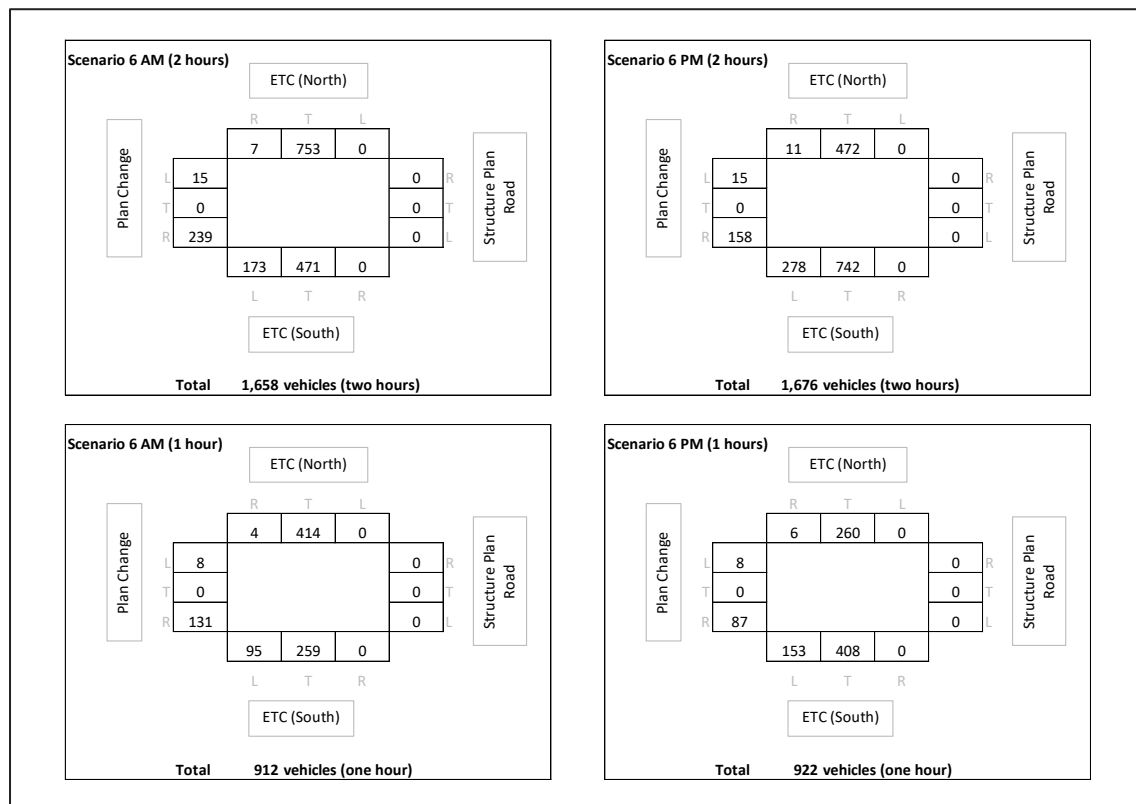 Scenario 6 AM (2 hours)
ETC (North)
R T L
7 753 0
Plan Change
L 15
T 0
R 239
0 R
0 T
0 L
Structure Plan
Road
173 471 0
L T R
ETC (South)
Total 1,658 vehicles (two hours)
Scenario 6 PM (2 hours)
ETC (North)
R T L
11 472 0
Plan Change
L 15
T 0
R 158
0 R
0 T
0 L
Structure Plan
Road
278 742 0
L T R
ETC (South)
Total 1,676 vehicles (two hours)
Scenario 6 AM (1 hour)
ETC (North)
R T L
4 414 0
Plan Change
L 8
T 0
R 131
0 R
0 T
0 L
Structure Plan
Road
95 259 0
L T R
ETC (South)
Total 912 vehicles (one hour)
Scenario 6 PM (1 hours)
ETC (North)
R T L
6 260 0
Plan Change
L 8
T 0
R 87
0 R
0 T
0 L
Structure Plan
Road
153 408 0
L T R
ETC (South)
Total 922 vehicles (one hour)